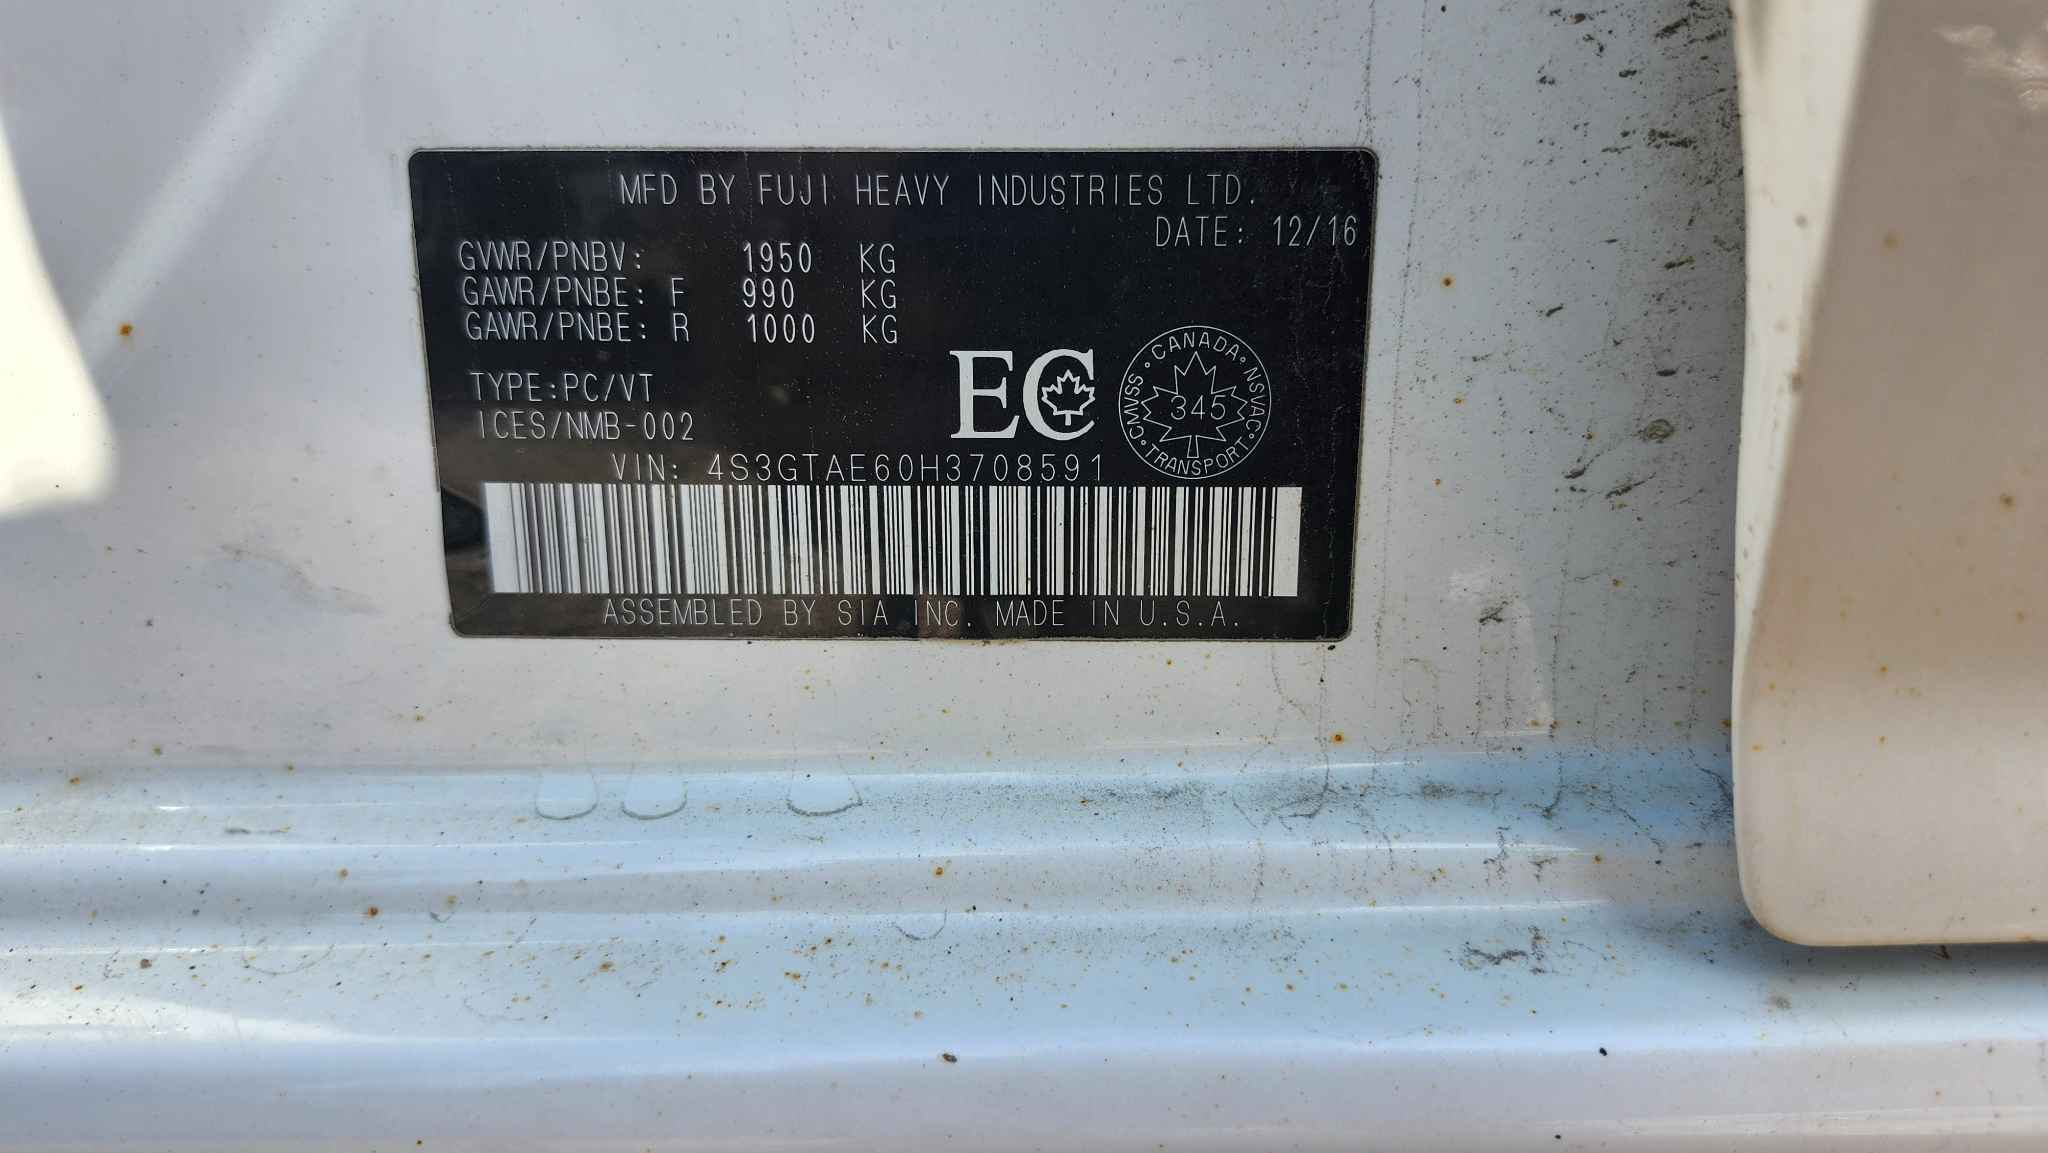 MFD BY FUJI HEAVY INDUSTRIES LTD.
DATE: 12/16
GVWR/PNBV: 1950 KG
GAWR/PNBE: F 990 KG
GAWR/PNBE: R 1000 KG
TYPE:PC/VT
ICES/NMB-002
EC
CANADA
NSVAC
TRANSPORT
CMVSS
345
VIN: 4S3GTAE60H3708591
ASSEMBLED BY SIA INC. MADE IN U.S.A.